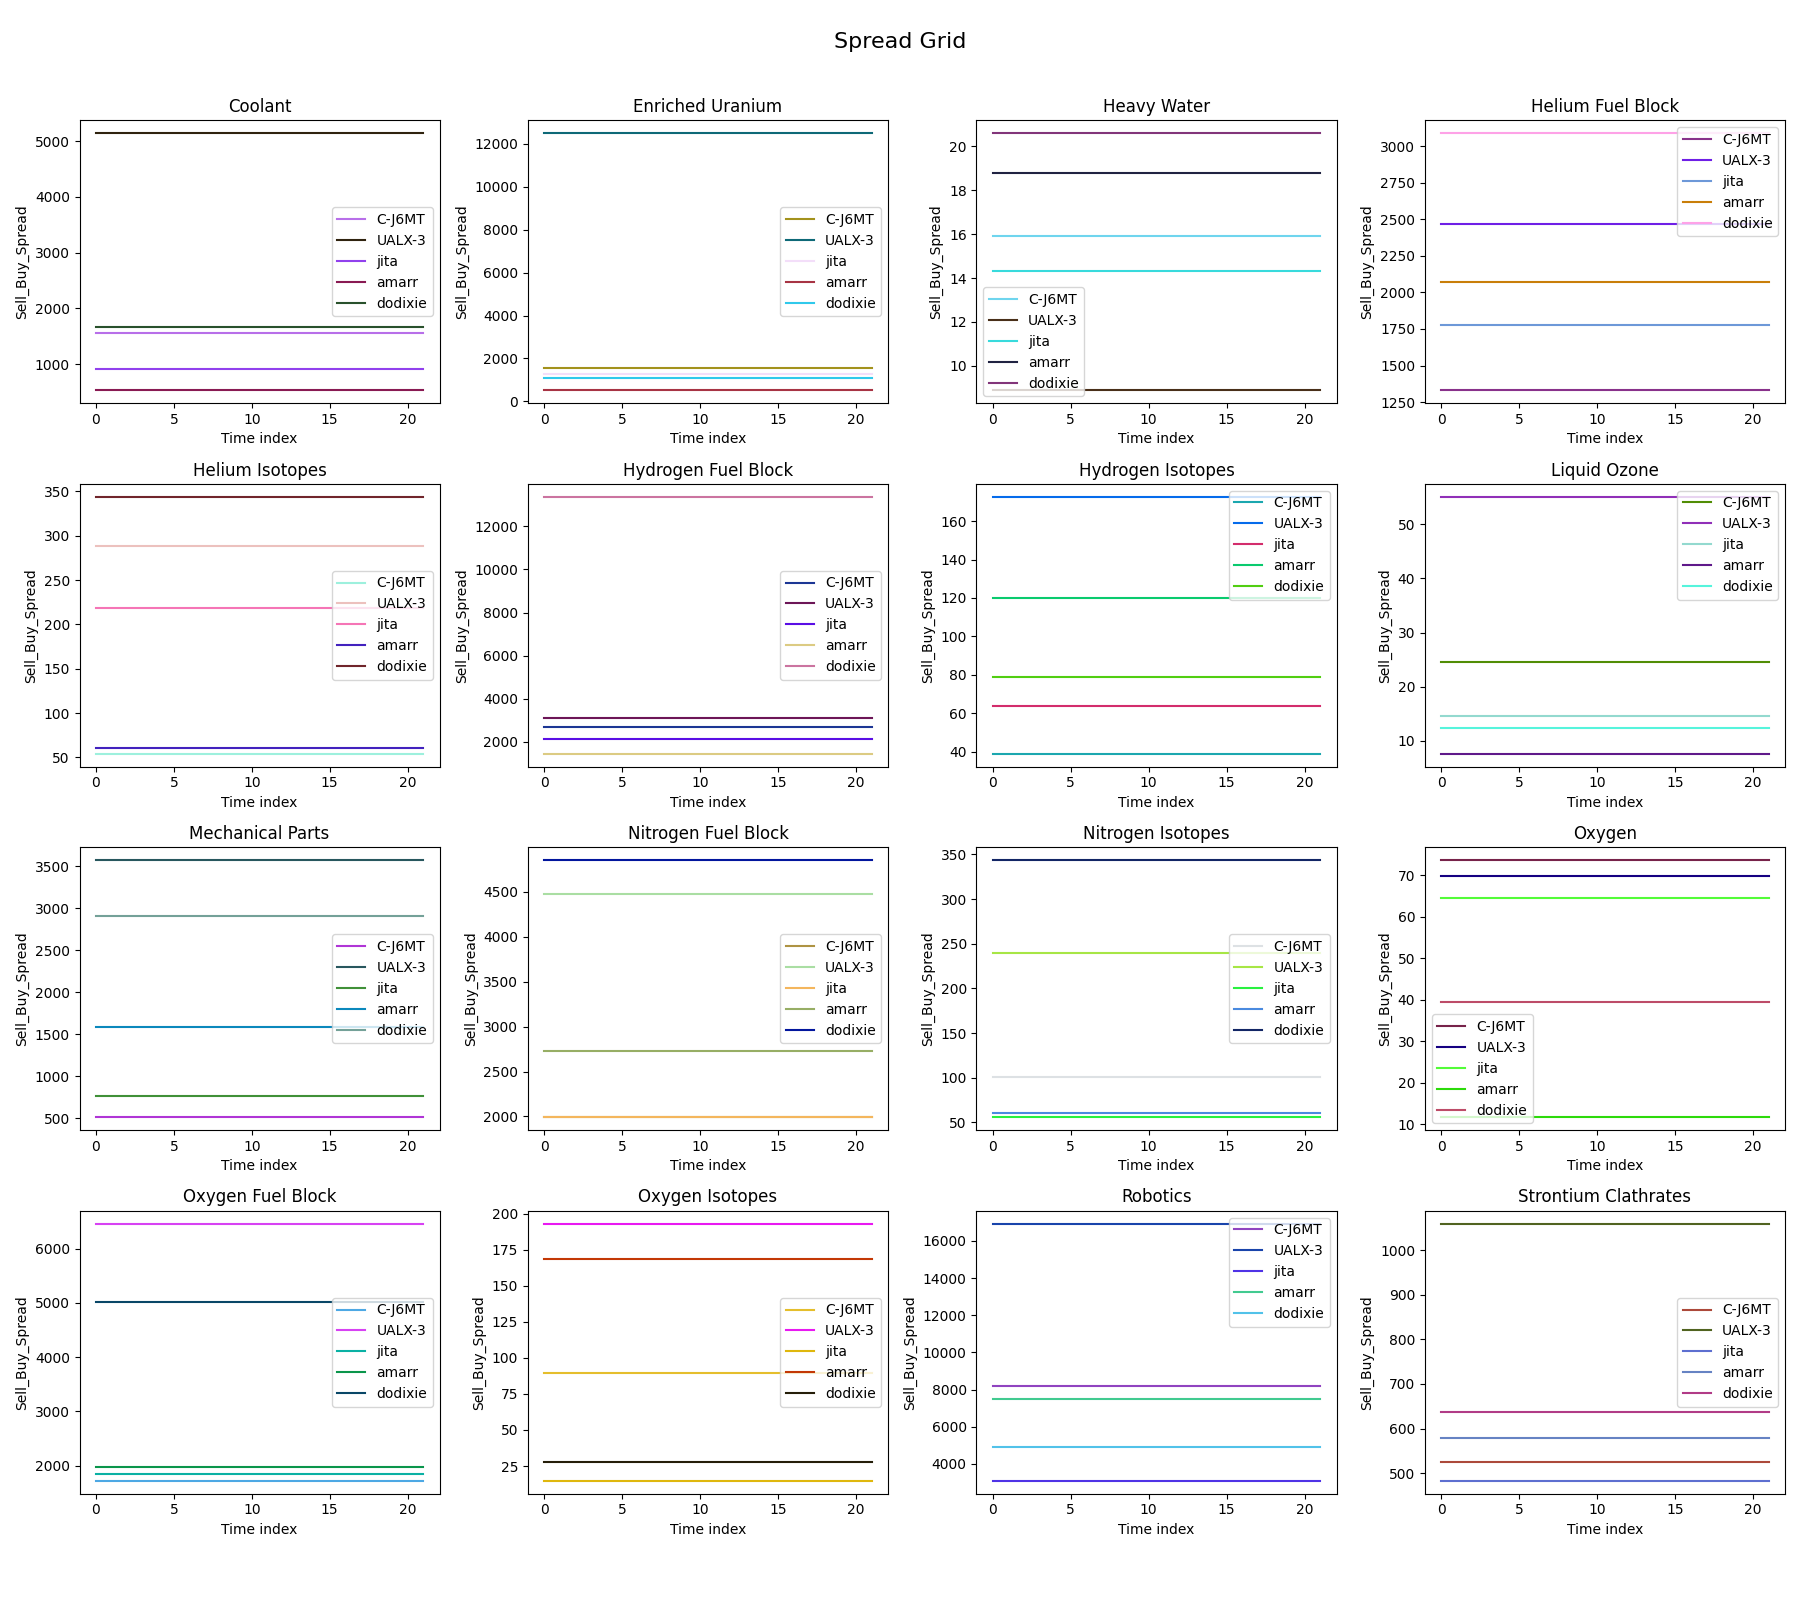 Spread Grid
Coolant
Sell_Buy_Spread
5000
4000
3000
2000
1000
C-J6MT
UALX-3
jita
amarr
dodixie
0 5 10 15 20
Time index
Enriched Uranium
Sell_Buy_Spread
12000
10000
8000
6000
4000
2000
0
C-J6MT
UALX-3
jita
amarr
dodixie
0 5 10 15 20
Time index
Heavy Water
Sell_Buy_Spread
20
18
16
14
12
10
C-J6MT
UALX-3
jita
amarr
dodixie
0 5 10 15 20
Time index
Helium Fuel Block
Sell_Buy_Spread
3000
2750
2500
2250
2000
1750
1500
1250
C-J6MT
UALX-3
jita
amarr
dodixie
0 5 10 15 20
Time index
Helium Isotopes
Sell_Buy_Spread
350
300
250
200
150
100
50
C-J6MT
UALX-3
jita
amarr
dodixie
0 5 10 15 20
Time index
Hydrogen Fuel Block
Sell_Buy_Spread
12000
10000
8000
6000
4000
2000
C-J6MT
UALX-3
jita
amarr
dodixie
0 5 10 15 20
Time index
Hydrogen Isotopes
Sell_Buy_Spread
160
140
120
100
80
60
40
C-J6MT
UALX-3
jita
amarr
dodixie
0 5 10 15 20
Time index
Liquid Ozone
Sell_Buy_Spread
50
40
30
20
10
C-J6MT
UALX-3
jita
amarr
dodixie
0 5 10 15 20
Time index
Mechanical Parts
Sell_Buy_Spread
3500
3000
2500
2000
1500
1000
500
C-J6MT
UALX-3
jita
amarr
dodixie
0 5 10 15 20
Time index
Nitrogen Fuel Block
Sell_Buy_Spread
4500
4000
3500
3000
2500
2000
C-J6MT
UALX-3
jita
amarr
dodixie
0 5 10 15 20
Time index
Nitrogen Isotopes
Sell_Buy_Spread
350
300
250
200
150
100
50
C-J6MT
UALX-3
jita
amarr
dodixie
0 5 10 15 20
Time index
Oxygen
Sell_Buy_Spread
70
60
50
40
30
20
10
C-J6MT
UALX-3
jita
amarr
dodixie
0 5 10 15 20
Time index
Oxygen Fuel Block
Sell_Buy_Spread
6000
5000
4000
3000
2000
C-J6MT
UALX-3
jita
amarr
dodixie
0 5 10 15 20
Time index
Oxygen Isotopes
Sell_Buy_Spread
200
175
150
125
100
75
50
25
C-J6MT
UALX-3
jita
amarr
dodixie
0 5 10 15 20
Time index
Robotics
Sell_Buy_Spread
16000
14000
12000
10000
8000
6000
4000
C-J6MT
UALX-3
jita
amarr
dodixie
0 5 10 15 20
Time index
Strontium Clathrates
Sell_Buy_Spread
1000
900
800
700
600
500
C-J6MT
UALX-3
jita
amarr
dodixie
0 5 10 15 20
Time index